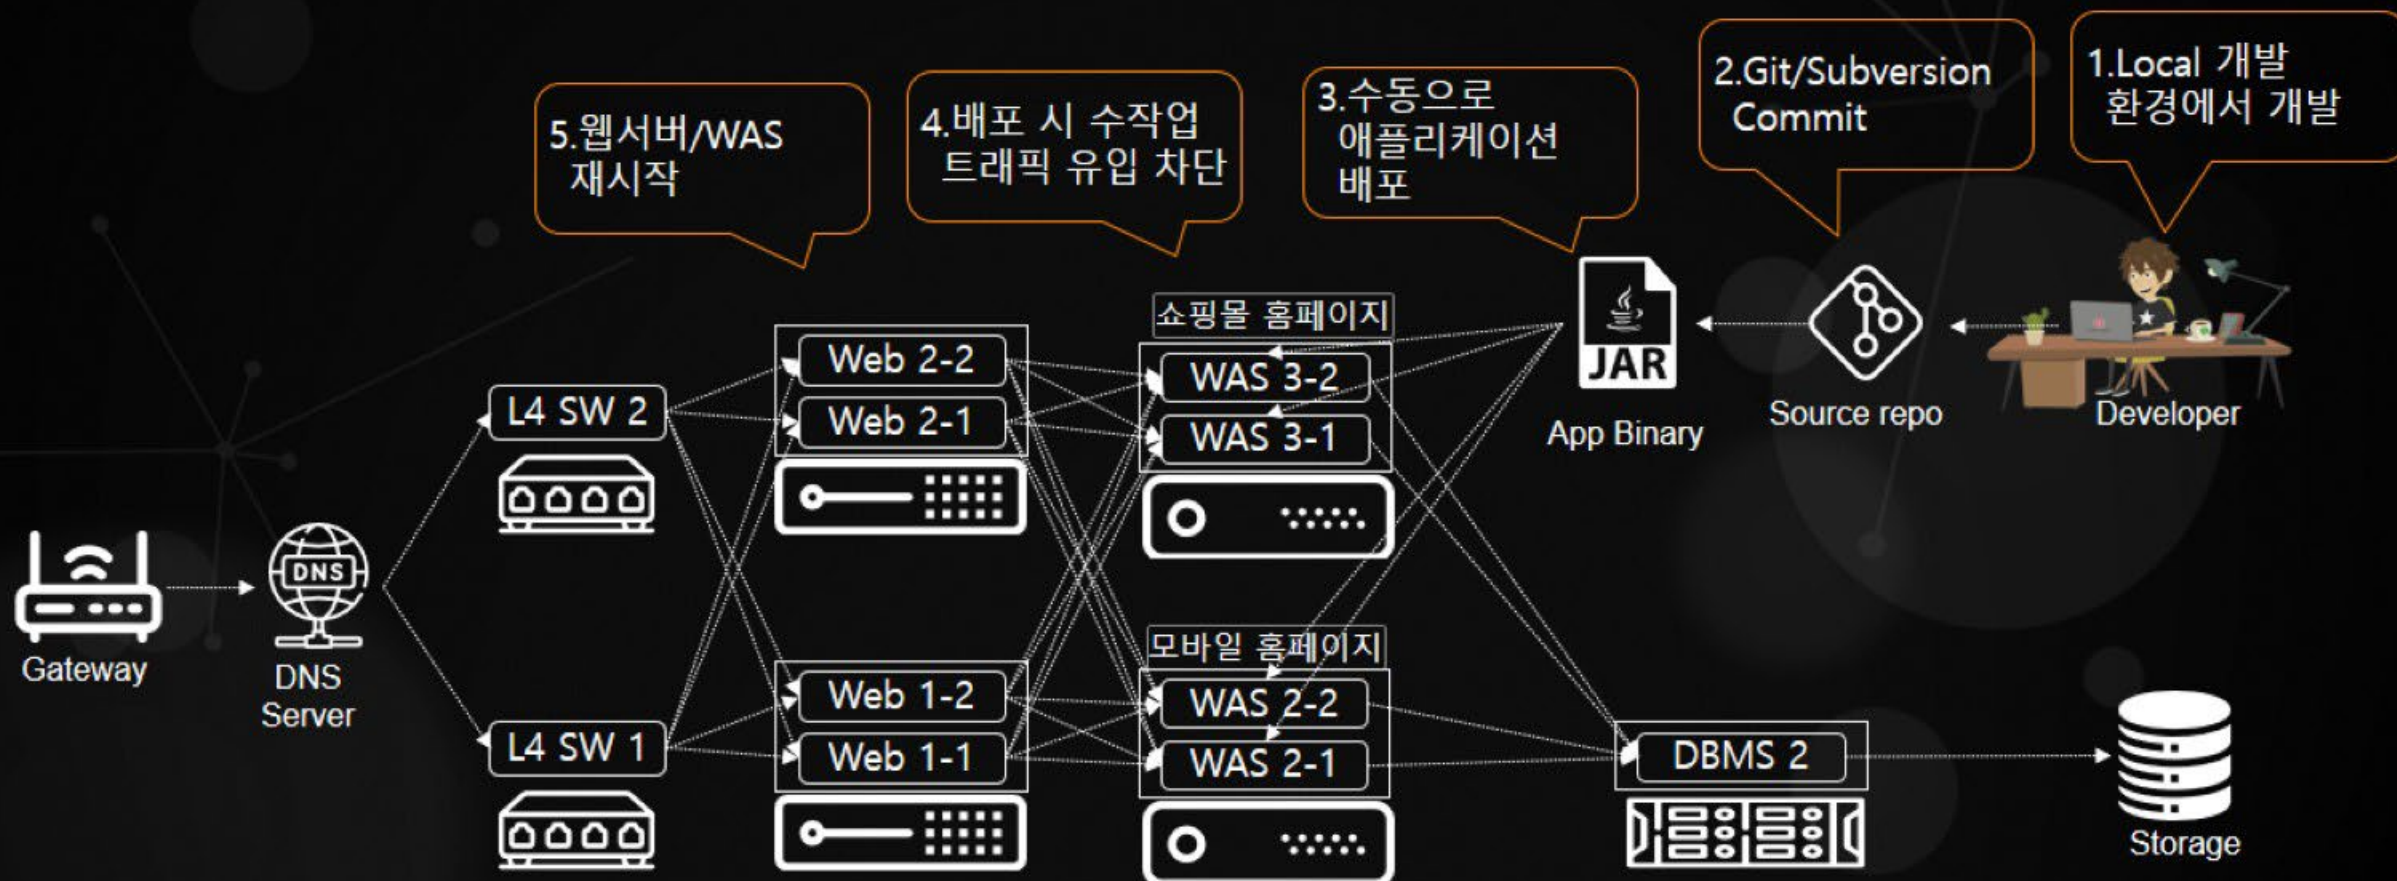 1.Local 개발
환경에서 개발
2.Git/Subversion
Commit
3.수동으로
애플리케이션
배포
4.배포 시 수작업
트래픽 유입 차단
5.웹서버/WAS
재시작
쇼핑몰 홈페이지
Web 2-2
WAS 3-2
JAR
L4 SW 2
Web 2-1
WAS 3-1
App Binary
Source repo
Developer
DNS
Gateway
DNS
Server
모바일 홈페이지
Web 1-2
WAS 2-2
L4 SW 1
Web 1-1
WAS 2-1
DBMS 2
Storage